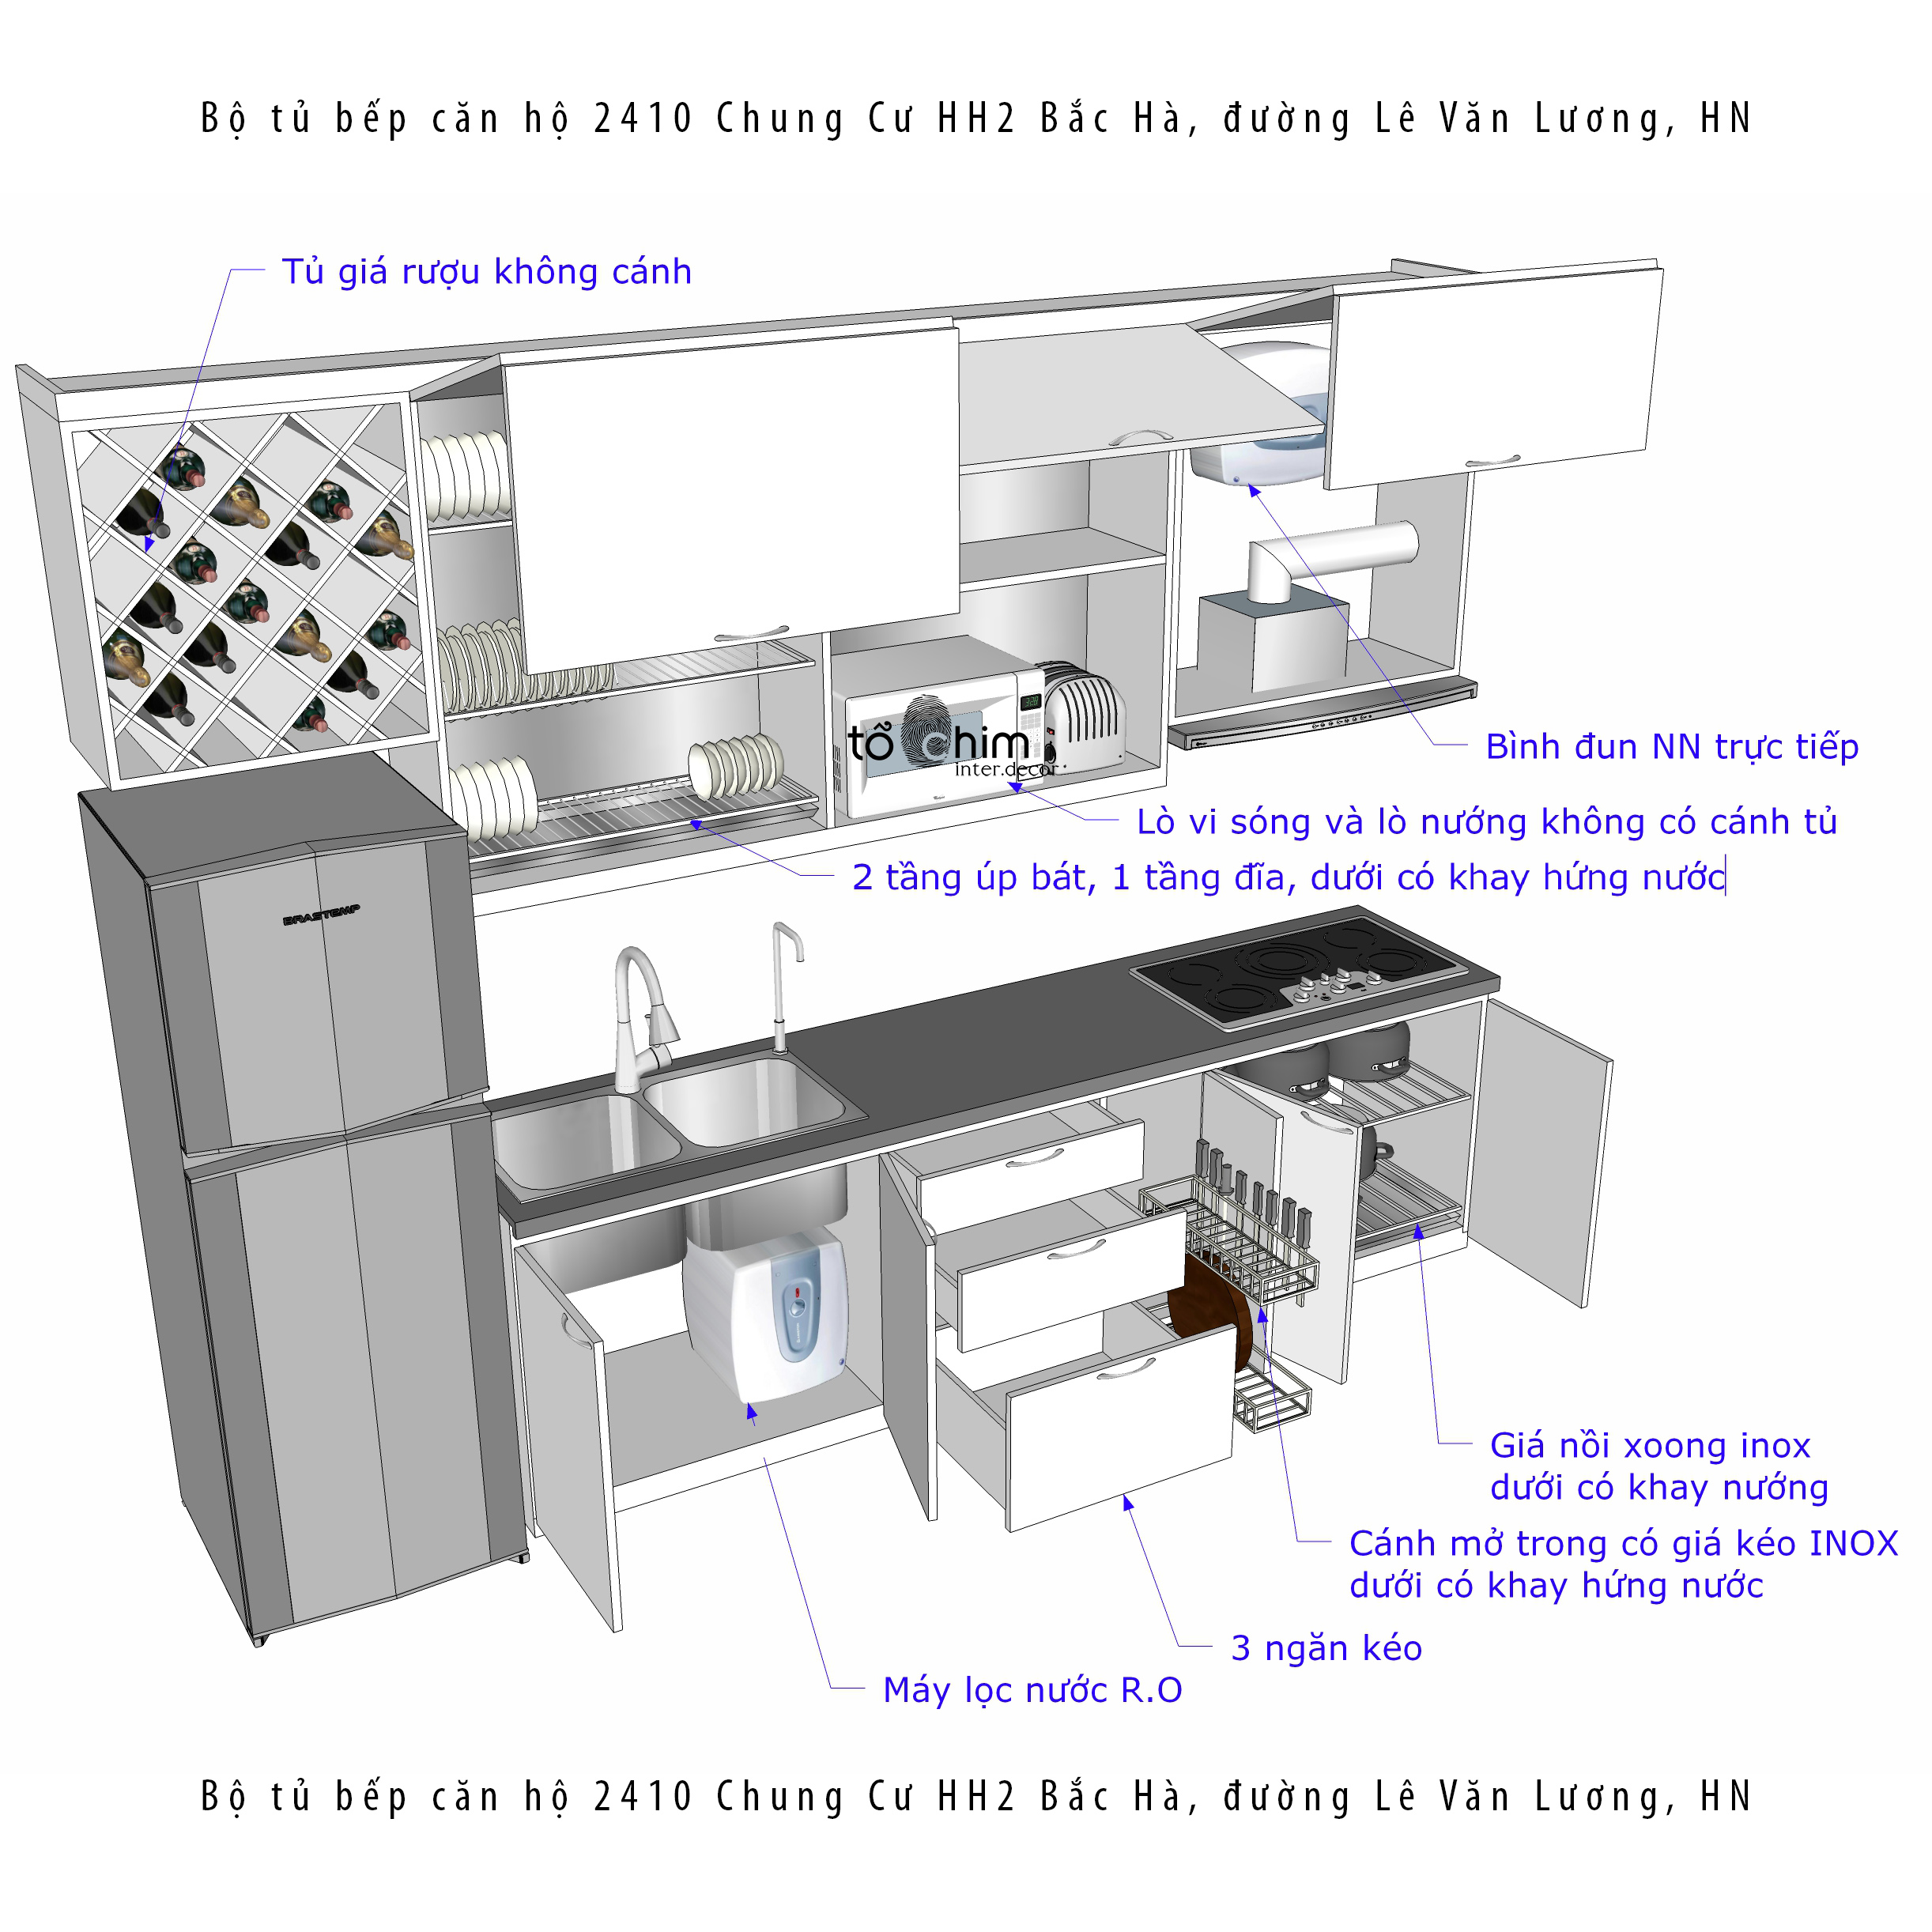 Bộ tủ bếp căn hộ 2410 Chung Cư HH2 Bắc Hà, đường Lê Văn Lương, HN
Tủ giá rượu không cánh
Bình đun NN trực tiếp
tổ chim
inter.decor
Lò vi sóng và lò nướng không có cánh tủ
2 tầng úp bát, 1 tầng đĩa, dưới có khay hứng nước
BRASTEMP
Giá nồi xoong inox
dưới có khay nướng
Cánh mở trong có giá kéo INOX
dưới có khay hứng nước
3 ngăn kéo
Máy lọc nước R.O
Bộ tủ bếp căn hộ 2410 Chung Cư HH2 Bắc Hà, đường Lê Văn Lương, HN